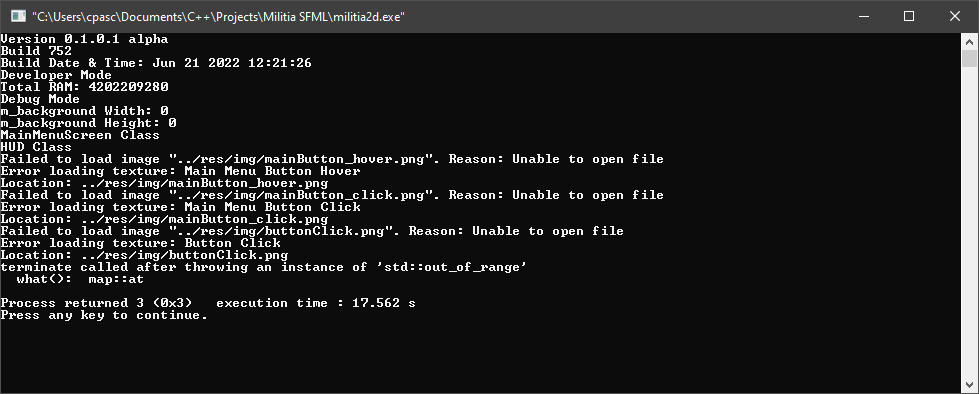 "C:\Users\cpasc\Documents\C++\Projects\Militia SFML\militia2d.exe"
Version 0.1.0.1 alpha
Build 752
Build Date & Time: Jun 21 2022 12:21:26
Developer Mode
Total RAM: 4202209280
Debug Mode
m_background Width: 0
m_background Height: 0
MainMenuScreen Class
HUD Class
Failed to load image "../res/img/mainButton_hover.png". Reason: Unable to open file
Error loading texture: Main Menu Button Hover
Location: ../res/img/mainButton_hover.png
Failed to load image "../res/img/mainButton_click.png". Reason: Unable to open file
Error loading texture: Main Menu Button Click
Location: ../res/img/mainButton_click.png
Failed to load image "../res/img/buttonClick.png". Reason: Unable to open file
Error loading texture: Button Click
Location: ../res/img/buttonClick.png
terminate called after throwing an instance of 'std::out_of_range'
  what():  map::at

Process returned 3 (0x3)   execution time : 17.562 s
Press any key to continue.